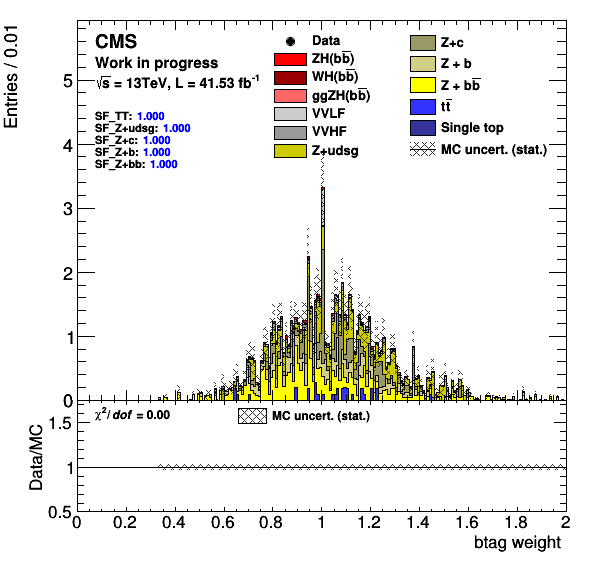 CMS
Work in progress
√s = 13TeV, L = 41.53 fb⁻¹
SF_TT: 1.000
SF_Z+udsg: 1.000
SF_Z+c: 1.000
SF_Z+b: 1.000
SF_Z+bb: 1.000
Data
ZH(bb̅)
WH(bb̅)
ggZH(bb̅)
VVLF
VVHF
Z+udsg
Z+c
Z + b
Z + bb̅
tt̅
Single top
MC uncert. (stat.)
Entries / 0.01
5
4
3
2
1
0
χ²/dof = 0.00
MC uncert. (stat.)
Data/MC
1.5
1
0.5
0 0.2 0.4 0.6 0.8 1 1.2 1.4 1.6 1.8 2
btag weight